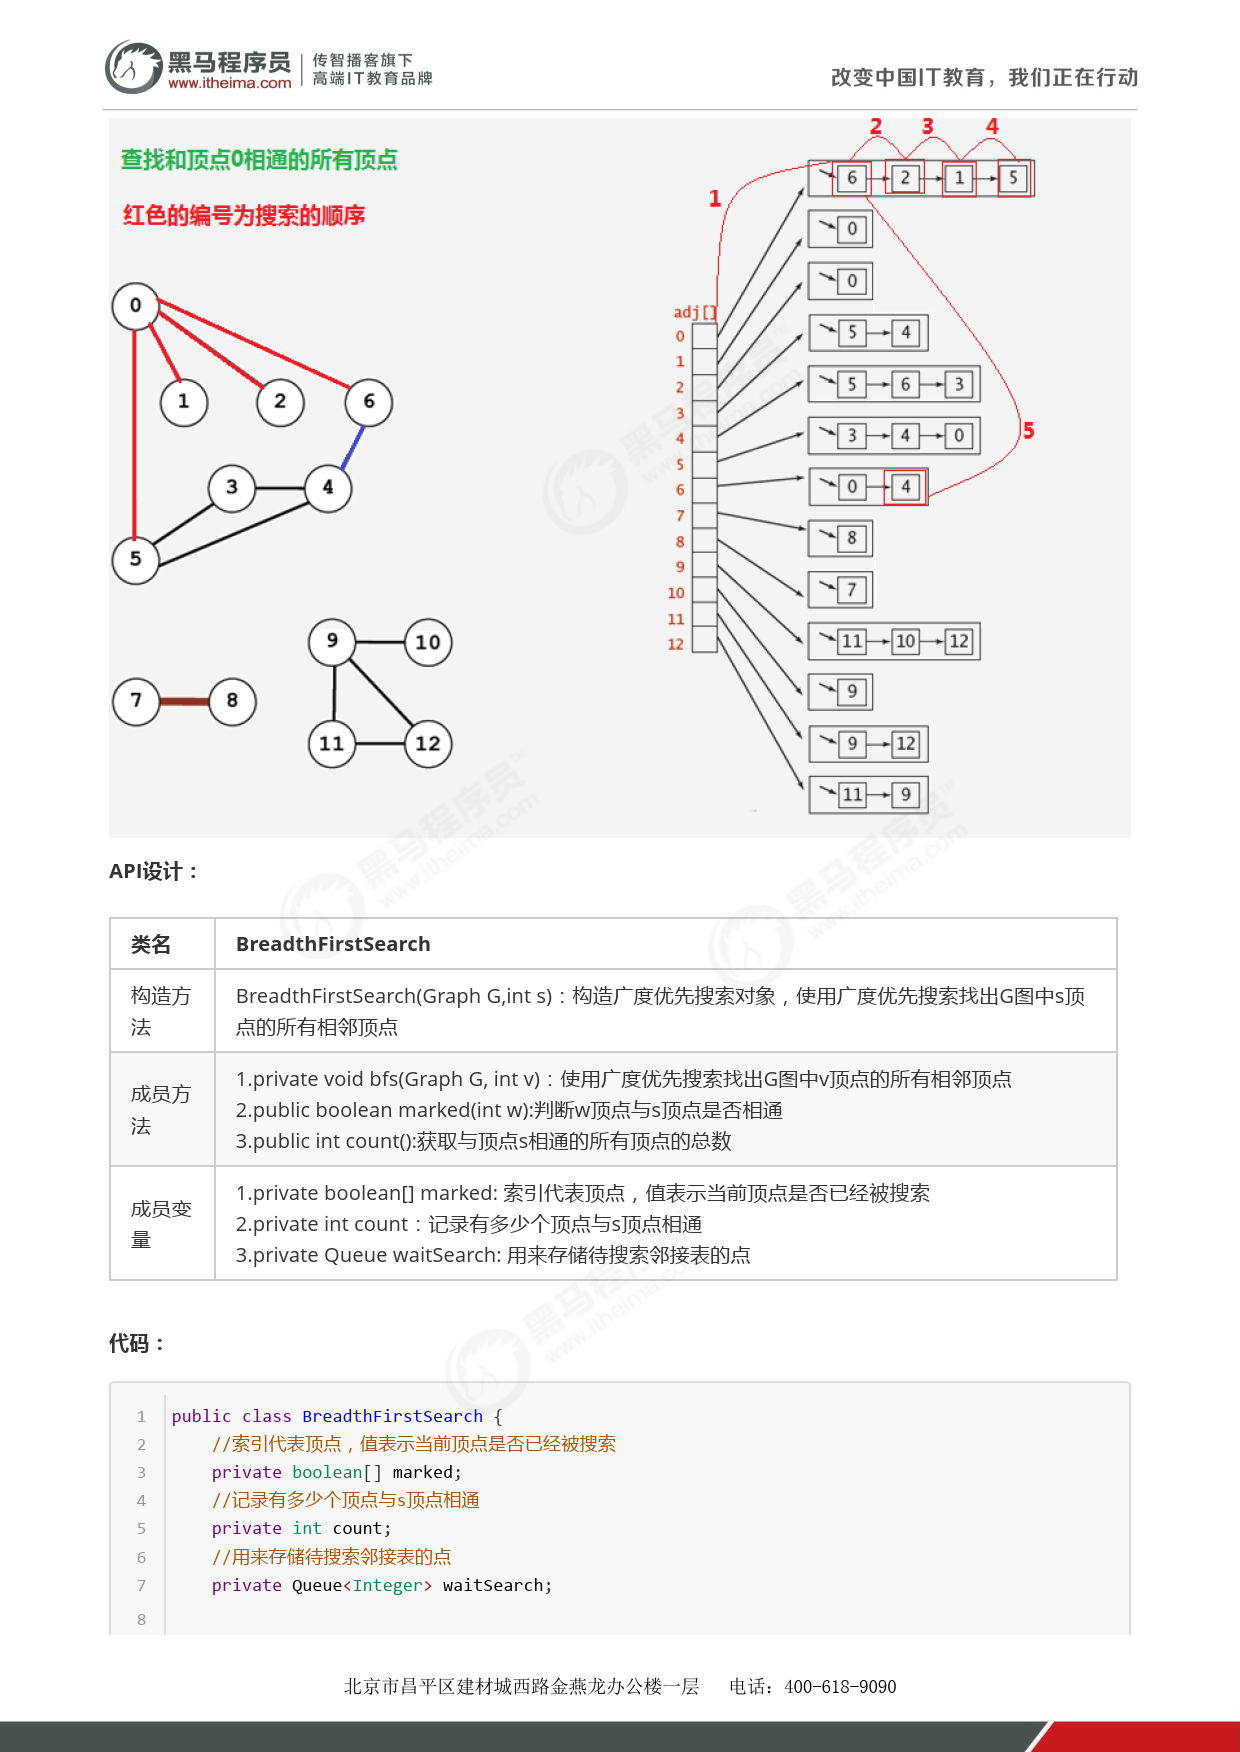 黑马程序员
www.itheima.com
传智播客旗下
高端IT教育品牌
改变中国IT教育，我们正在行动
查找和顶点0相通的所有顶点
红色的编号为搜索的顺序
0
1
2
6
3
4
5
9
10
7
8
11
12
1
2
3
4
5
adj[]
0
1
2
3
4
5
6
7
8
9
10
11
12
6 2 1 5
0
0
5 4
5 6 3
3 4 0
0 4
8
7
11 10 12
9
9 12
11 9
API设计：
类名
BreadthFirstSearch
构造方
法
BreadthFirstSearch(Graph G,int s)：构造广度优先搜索对象，使用广度优先搜索找出G图中s顶
点的所有相邻顶点
成员方
法
1.private void bfs(Graph G, int v)：使用广度优先搜索找出G图中v顶点的所有相邻顶点
2.public boolean marked(int w):判断w顶点与s顶点是否相通
3.public int count():获取与顶点s相通的所有顶点的总数
成员变
量
1.private boolean[] marked: 索引代表顶点，值表示当前顶点是否已经被搜索
2.private int count：记录有多少个顶点与s顶点相通
3.private Queue waitSearch: 用来存储待搜索邻接表的点
代码：
1 public class BreadthFirstSearch {
2 //索引代表顶点，值表示当前顶点是否已经被搜索
3 private boolean[] marked;
4 //记录有多少个顶点与s顶点相通
5 private int count;
6 //用来存储待搜索邻接表的点
7 private Queue<Integer> waitSearch;
8
北京市昌平区建材城西路金燕龙办公楼一层 电话：400-618-9090